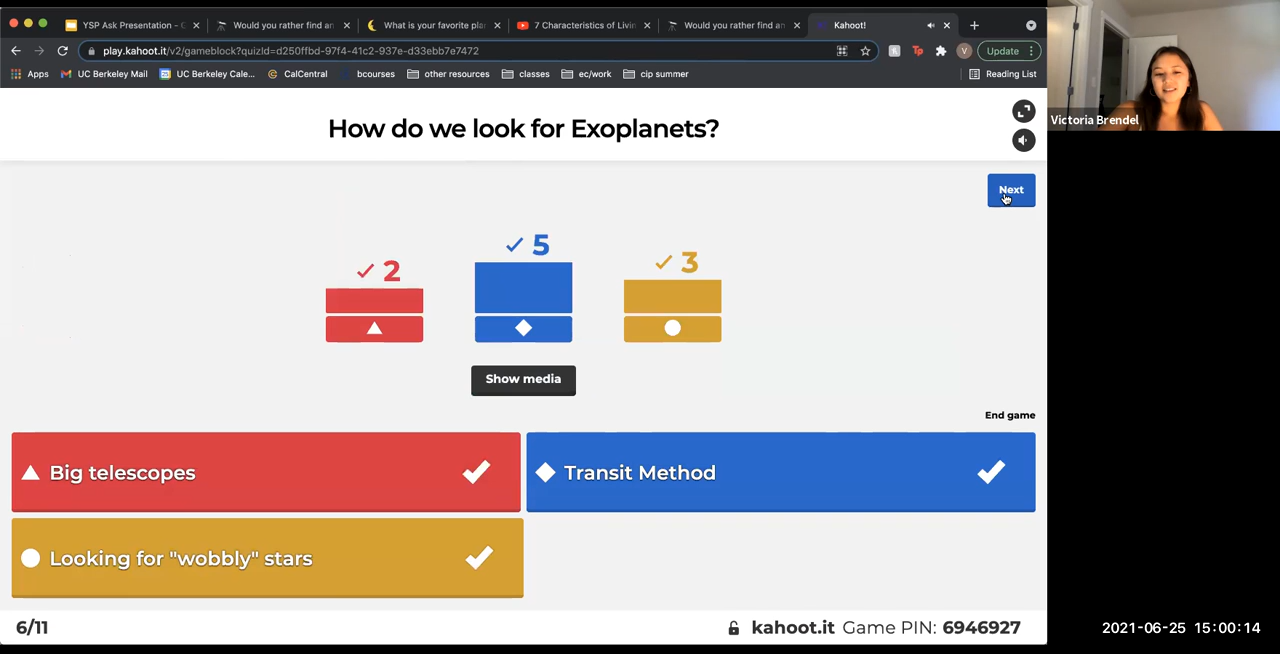 YSP Ask Presentation - G
Would you rather find an
What is your favorite pla
7 Characteristics of Livin
Would you rather find an
Kahoot!
play.kahoot.it/v2/gameblock?quizId=d250ffbd-97f4-41c2-937e-d33ebb7e7472
V
Update
Apps
UC Berkeley Mail
UC Berkeley Cale...
CalCentral
bcourses
other resources
classes
ec/work
cip summer
Reading List
Victoria Brendel
How do we look for Exoplanets?
Next
2
5
3
Show media
End game
Big telescopes
Transit Method
Looking for "wobbly" stars
6/11
kahoot.it Game PIN: 6946927
2021-06-25 15:00:14